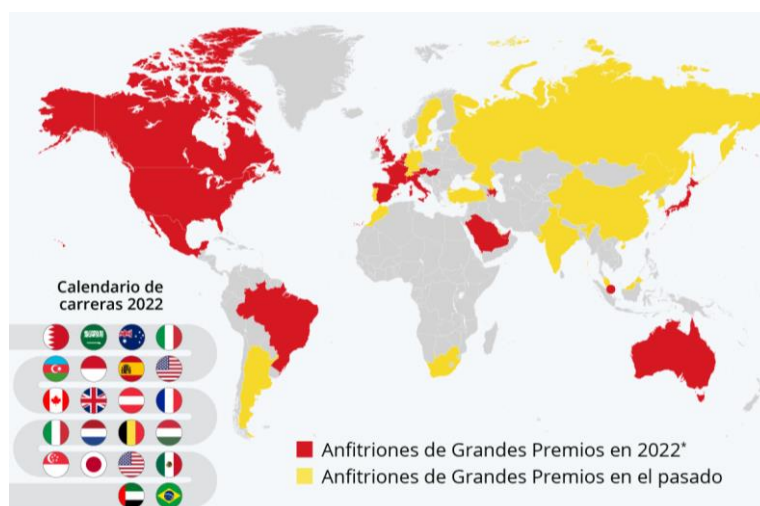 Calendario de
carreras 2022
Anfitriones de Grandes Premios en 2022*
Anfitriones de Grandes Premios en el pasado